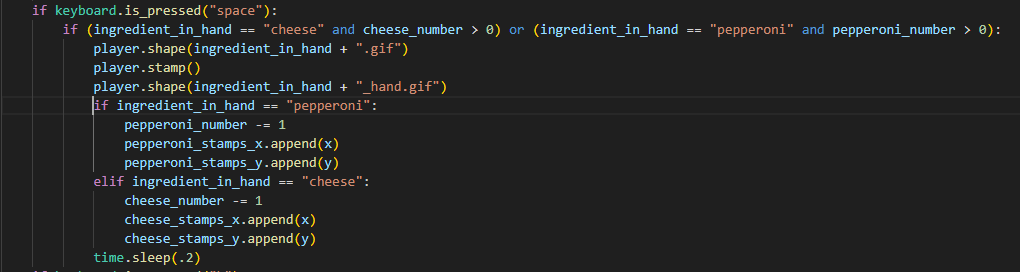 if keyboard.is_pressed("space"):
if (ingredient_in_hand == "cheese" and cheese_number > 0) or (ingredient_in_hand == "pepperoni" and pepperoni_number > 0):
player.shape(ingredient_in_hand + ".gif")
player.stamp()
player.shape(ingredient_in_hand + "_hand.gif")
if ingredient_in_hand == "pepperoni":
pepperoni_number -= 1
pepperoni_stamps_x.append(x)
pepperoni_stamps_y.append(y)
elif ingredient_in_hand == "cheese":
cheese_number -= 1
cheese_stamps_x.append(x)
cheese_stamps_y.append(y)
time.sleep(.2)